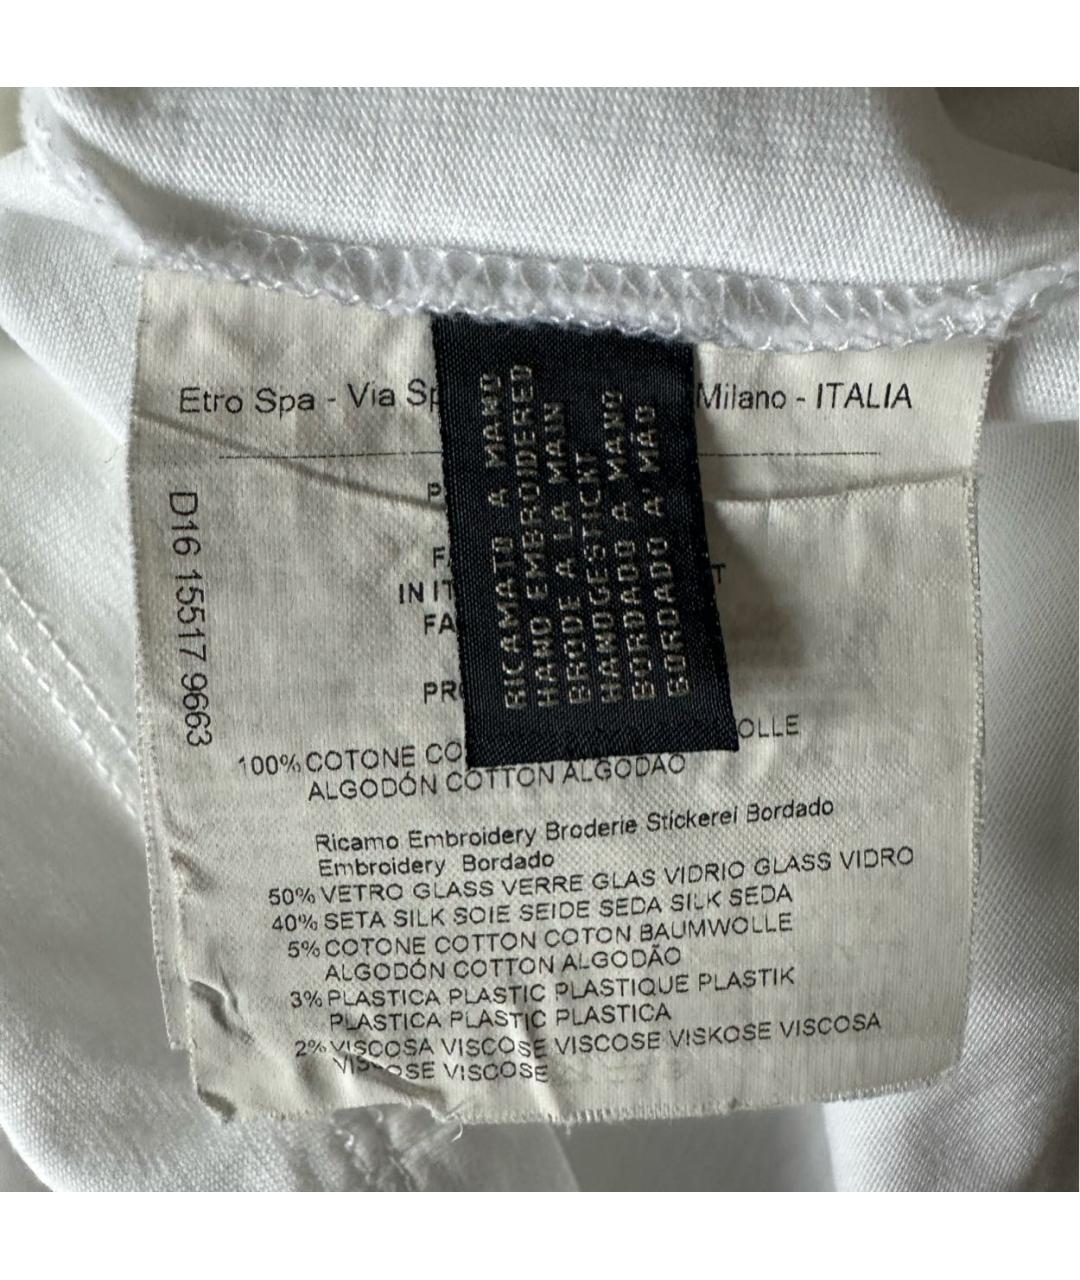 Etro Spa - Via Sp Milano - ITALIA
D16 15517 9663
RICAMATO A MANO
HAND EMBROIDERED
BRODE A LA MAIN
HANDGESTICKT
BORDADO A MANO
BORDADO A' MAO
P
F
IN IT T
FA
PRO
100% COTONE CO OLLE
ALGODÓN COTTON ALGODÃO
Ricamo Embroidery Broderie Stickerei Bordado
Embroidery Bordado
50% VETRO GLASS VERRE GLAS VIDRIO GLASS VIDRO
40% SETA SILK SOIE SEIDE SEDA SILK SEDA
5% COTONE COTTON COTON BAUMWOLLE
ALGODÓN COTTON ALGODÃO
3% PLASTICA PLASTIC PLASTIQUE PLASTIK
PLASTICA PLASTIC PLASTICA
2% VISCOSA VISCOSE VISCOSE VISKOSE VISCOSA
VISCOSE VISCOSE